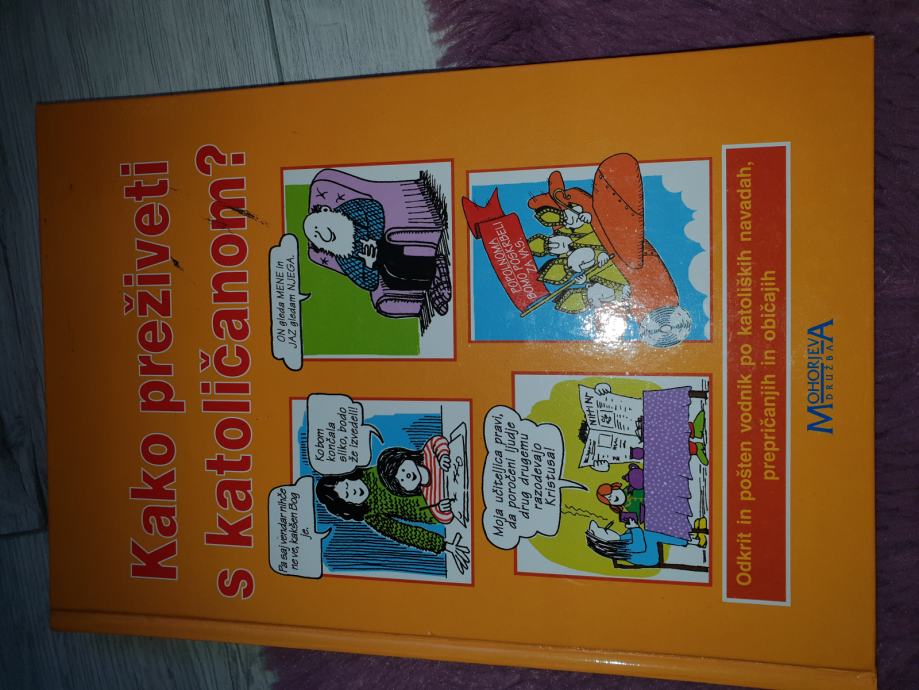 Kako preživeti
s katoličanom?
Pa saj vendar nihče
ne ve, kakšen Bog
je.
Ko bom
končala
sliko, bodo
že izvedeli!
ON gleda MENE in
JAZ gledam NJEGA.
Moja učiteljica pravi,
da poročeni ljudje
drug drugemu
razodevajo
Kristusa!
POPOLNOMA
BOMO POSKRBELI
ZA VAS.
Odkrit in pošten vodnik po katoliških navadah,
prepričanjih in običajih
MOHORJEVA
DRUŽBA